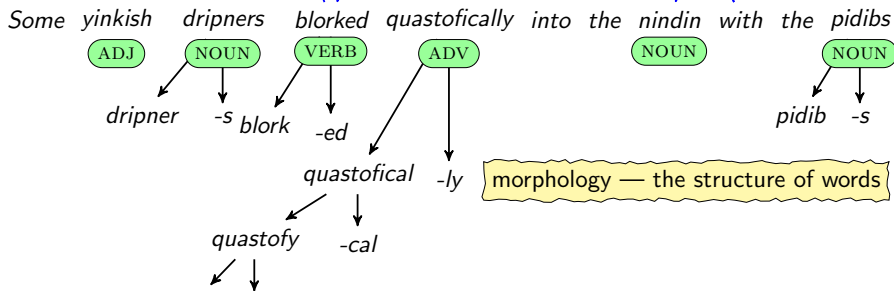 Some yinkish dripners blorked quastofically into the nindin with the pidibs
ADJ NOUN VERB ADV NOUN NOUN
dripner -s blork -ed pidib -s
quastofical -ly morphology — the structure of words
quastofy -cal